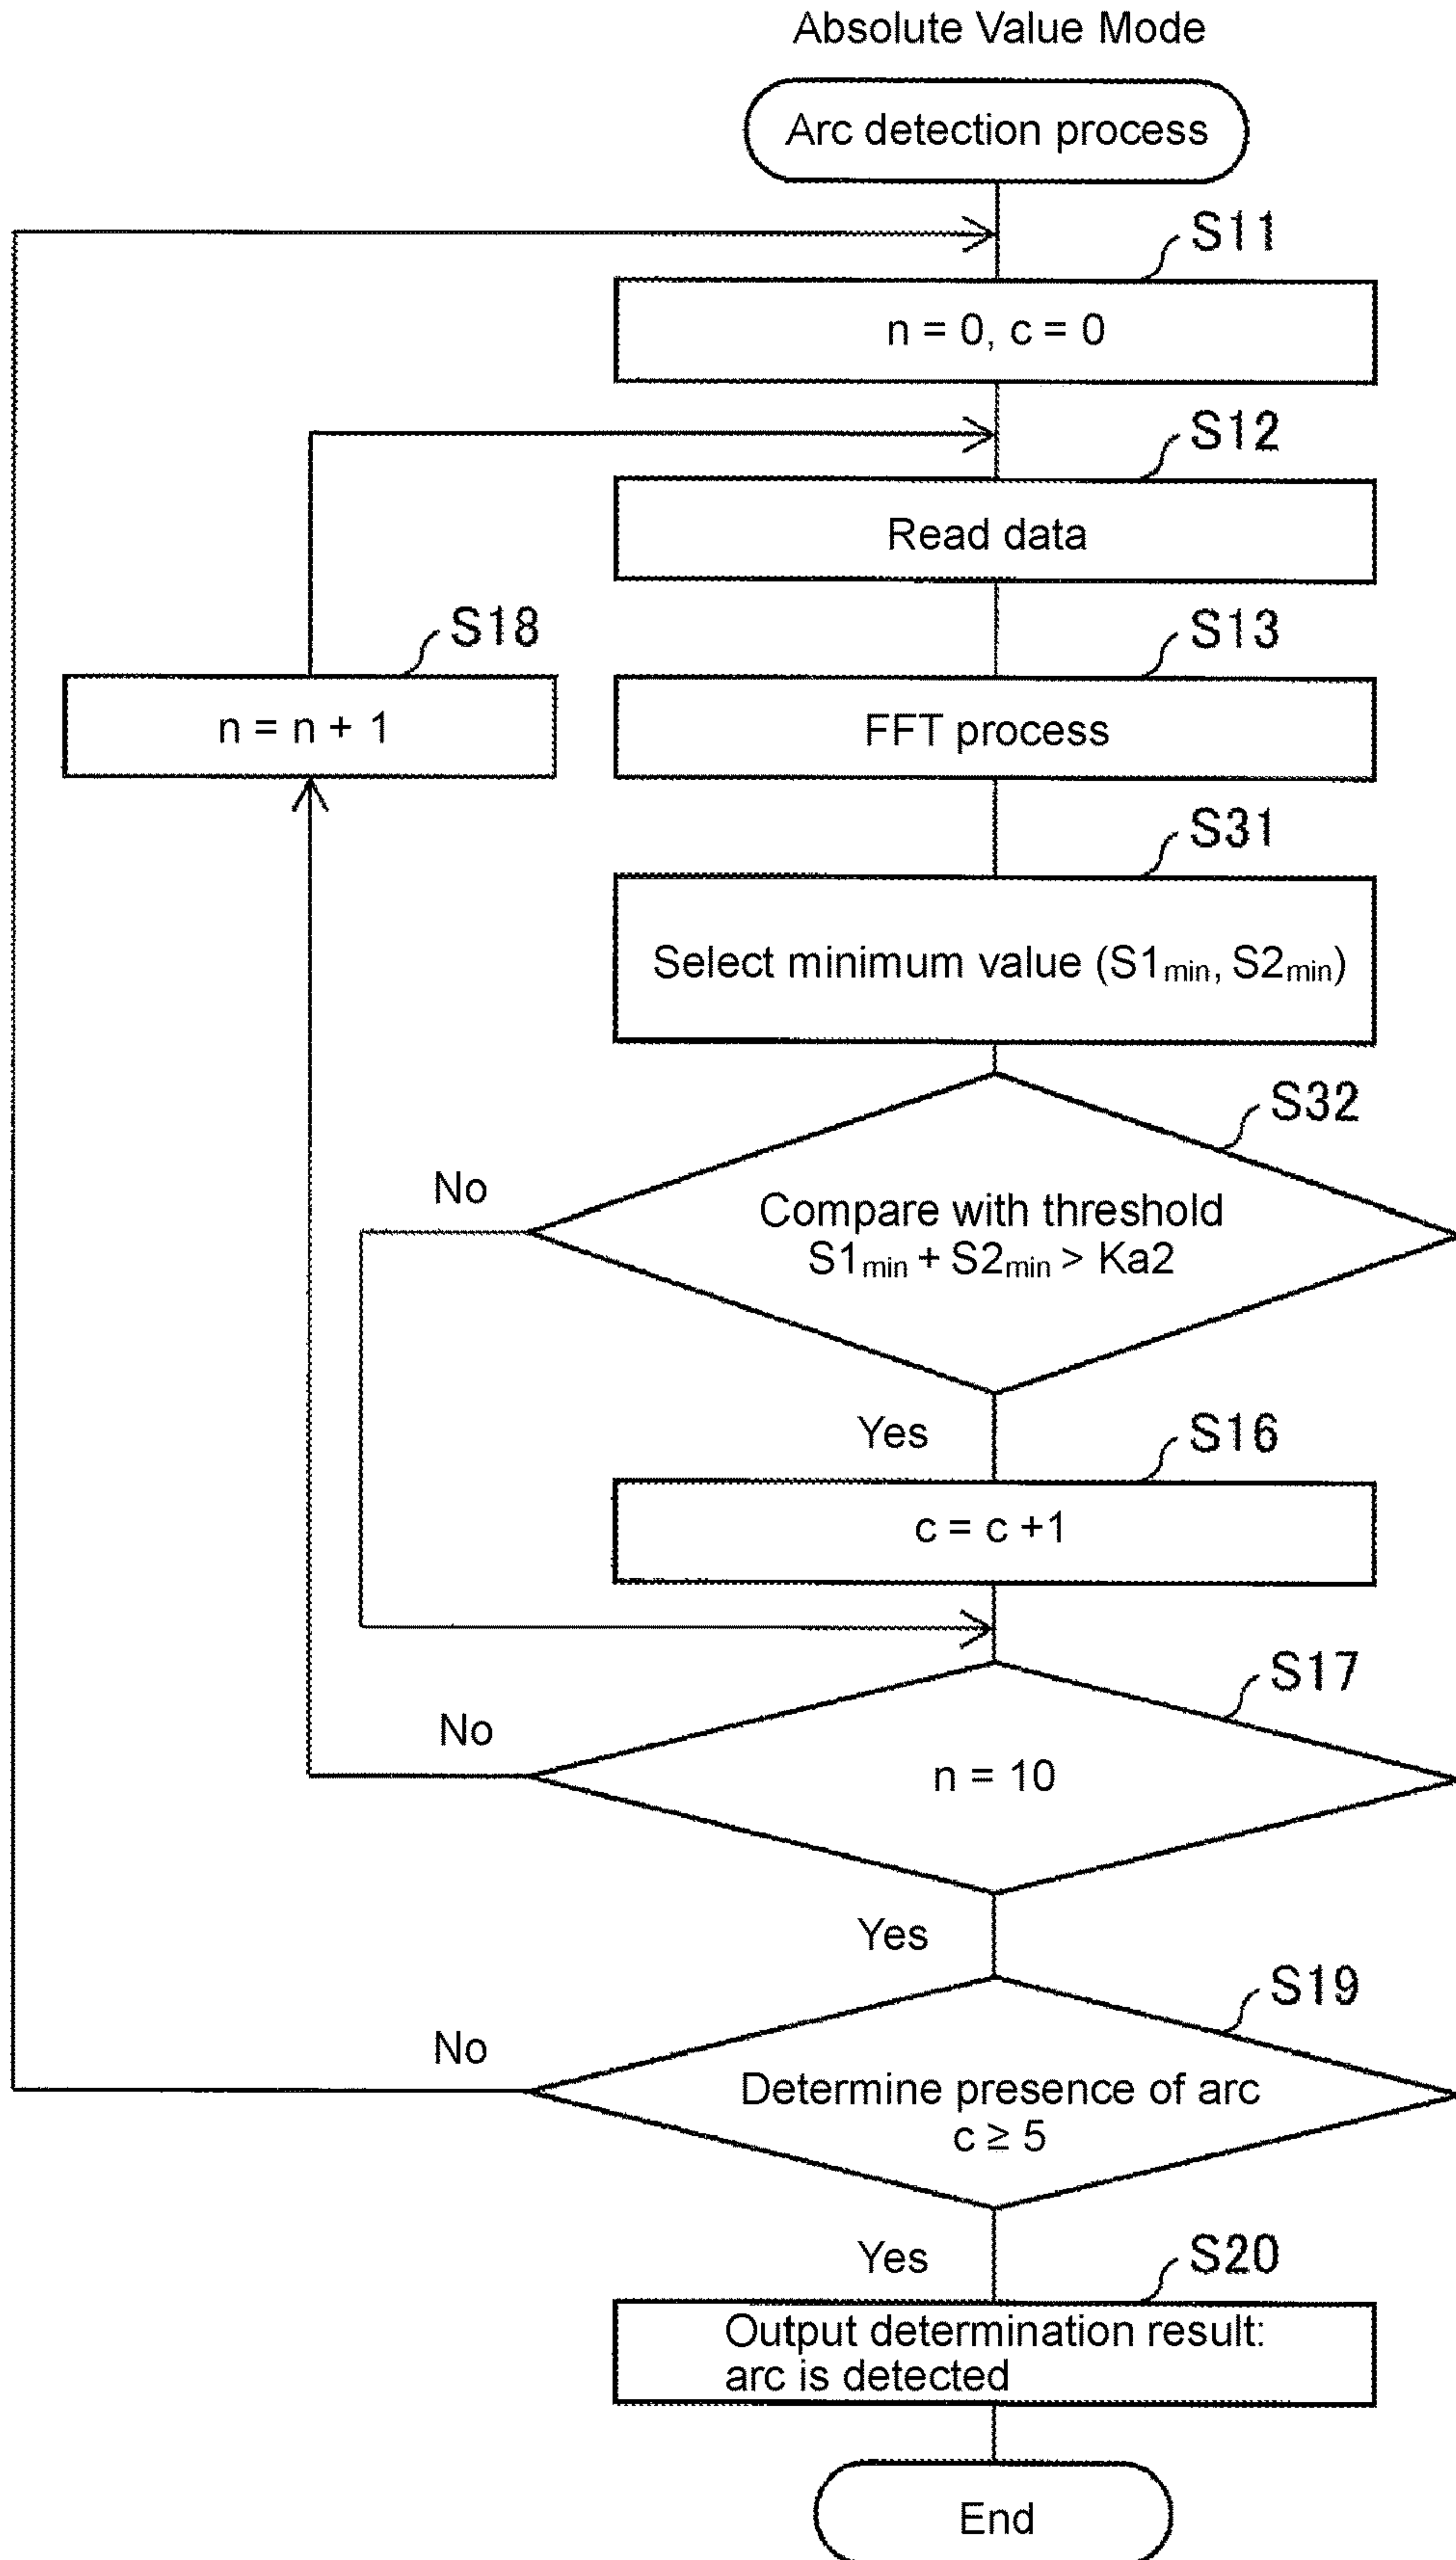 Absolute Value Mode
Arc detection process
S11
n = 0, c = 0
S12
Read data
S18
n = n + 1
S13
FFT process
S31
Select minimum value (S1min, S2min)
S32
No
Compare with threshold
S1min + S2min > Ka2
Yes
S16
c = c +1
S17
No
n = 10
Yes
S19
No
Determine presence of arc
c ≥ 5
Yes
S20
Output determination result:
arc is detected
End